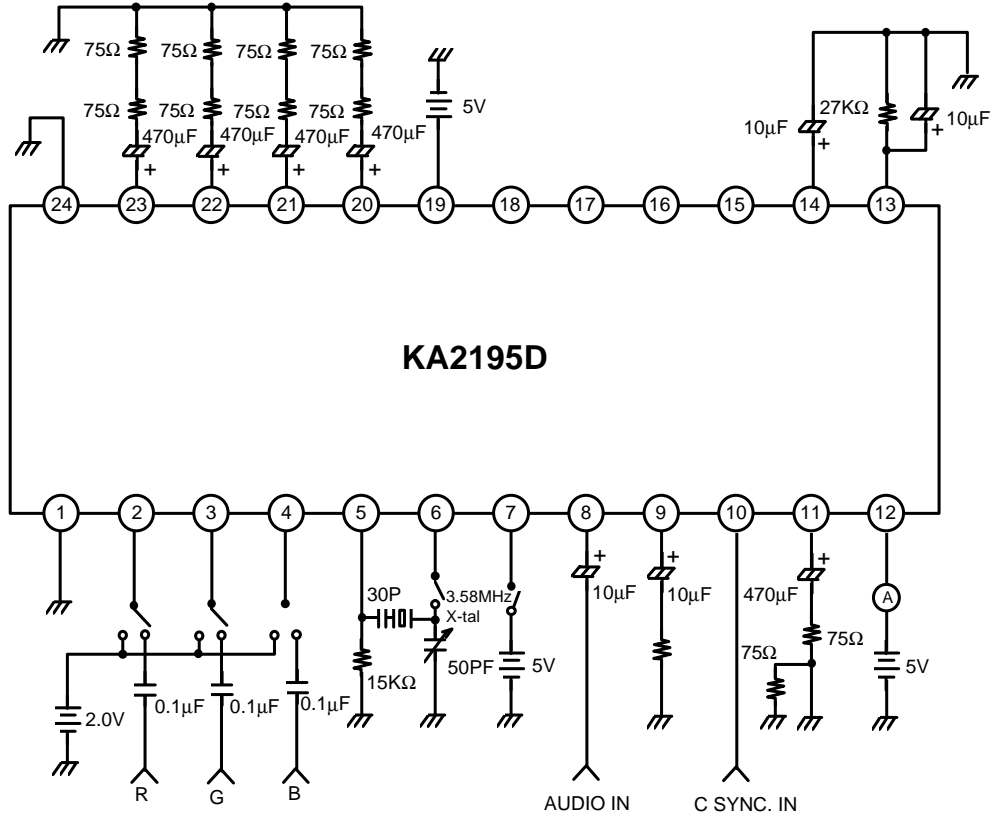 75Ω 75Ω 75Ω 75Ω
75Ω 75Ω 75Ω 75Ω
470μF 470μF 470μF 470μF
+ + + +
5V
10μF 27KΩ 10μF
+ +
24 23 22 21 20 19 18 17 16 15 14 13
KA2195D
1 2 3 4 5 6 7 8 9 10 11 12
+ + +
30P 3.58MHz 10μF 10μF 470μF A
X-tal
15KΩ 50PF 5V 75Ω 75Ω 5V
2.0V 0.1μF 0.1μF 0.1μF
R G B
AUDIO IN C SYNC. IN